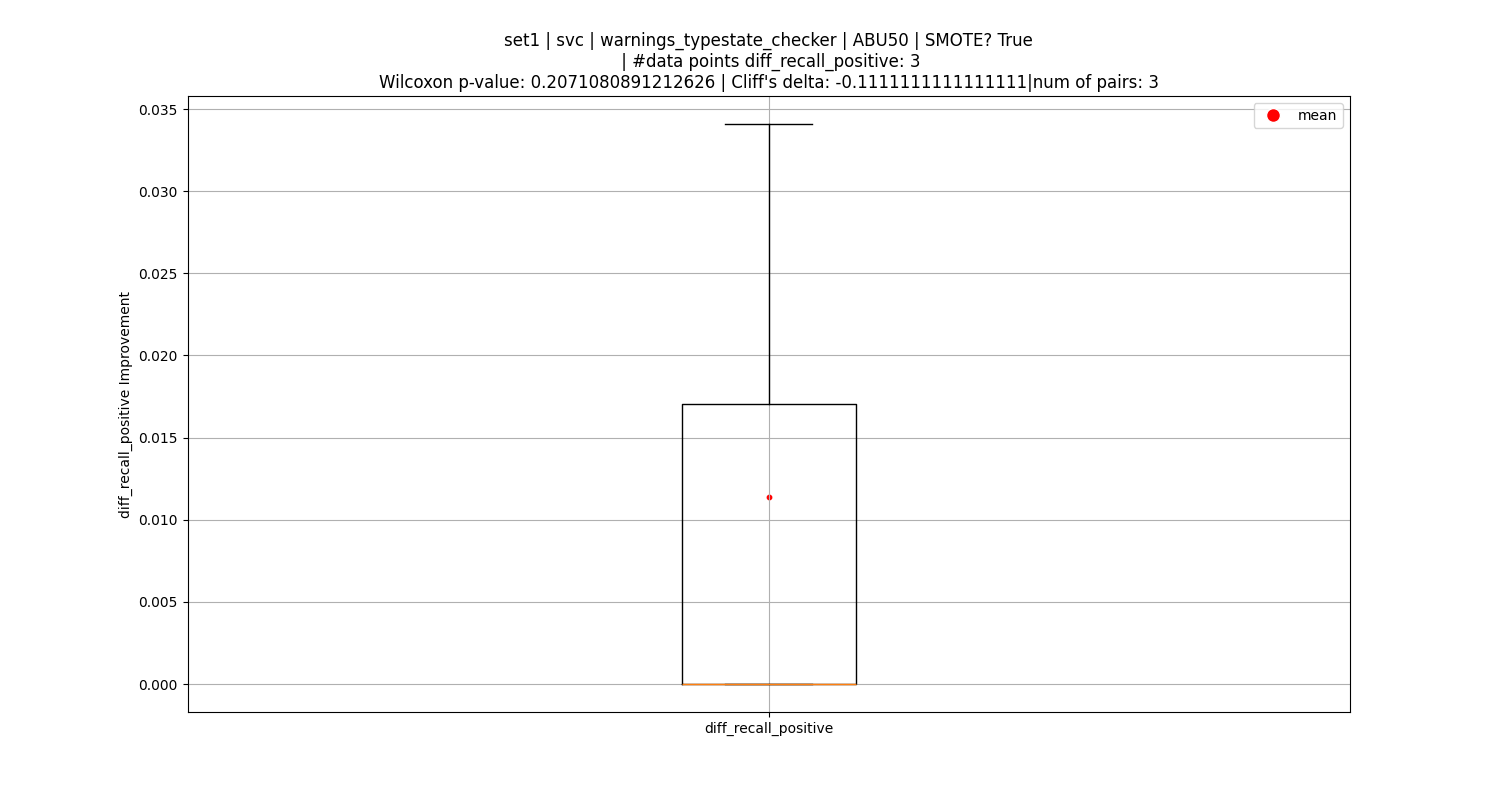 set1 | svc | warnings_typestate_checker | ABU50 | SMOTE? True
| #data points diff_recall_positive: 3
Wilcoxon p-value: 0.2071080891212626 | Cliff's delta: -0.1111111111111111|num of pairs: 3
mean
0.035
0.030
0.025
0.020
0.015
0.010
0.005
0.000
diff_recall_positive Improvement
diff_recall_positive